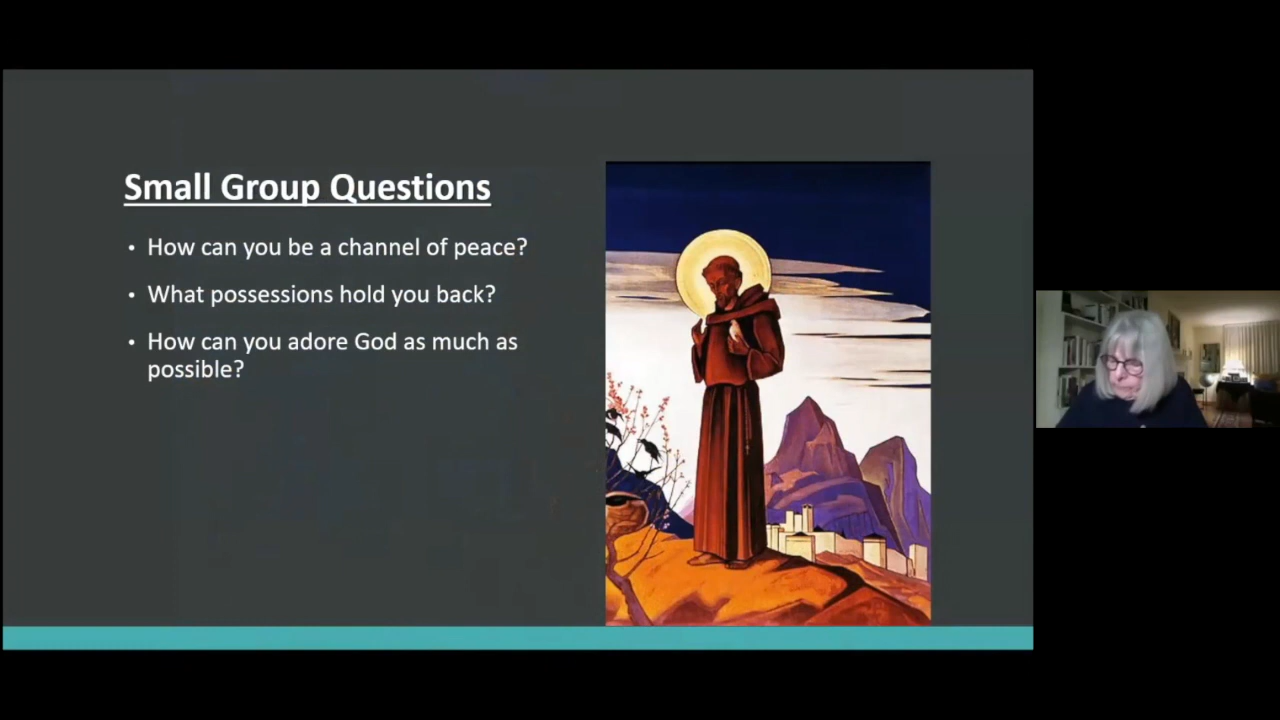 Small Group Questions
• How can you be a channel of peace?
• What possessions hold you back?
• How can you adore God as much as
possible?